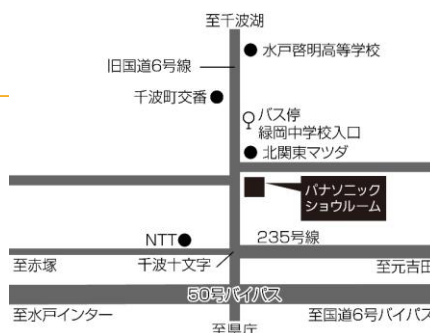 至千波湖
水戸啓明高等学校
旧国道6号線
千波町交番
バス停
緑岡中学校入口
北関東マツダ
パナソニック
ショウルーム
NTT
235号線
至赤塚
千波十文字
至元吉田
50号バイパス
至水戸インター
至国道6号バイパス
至県庁